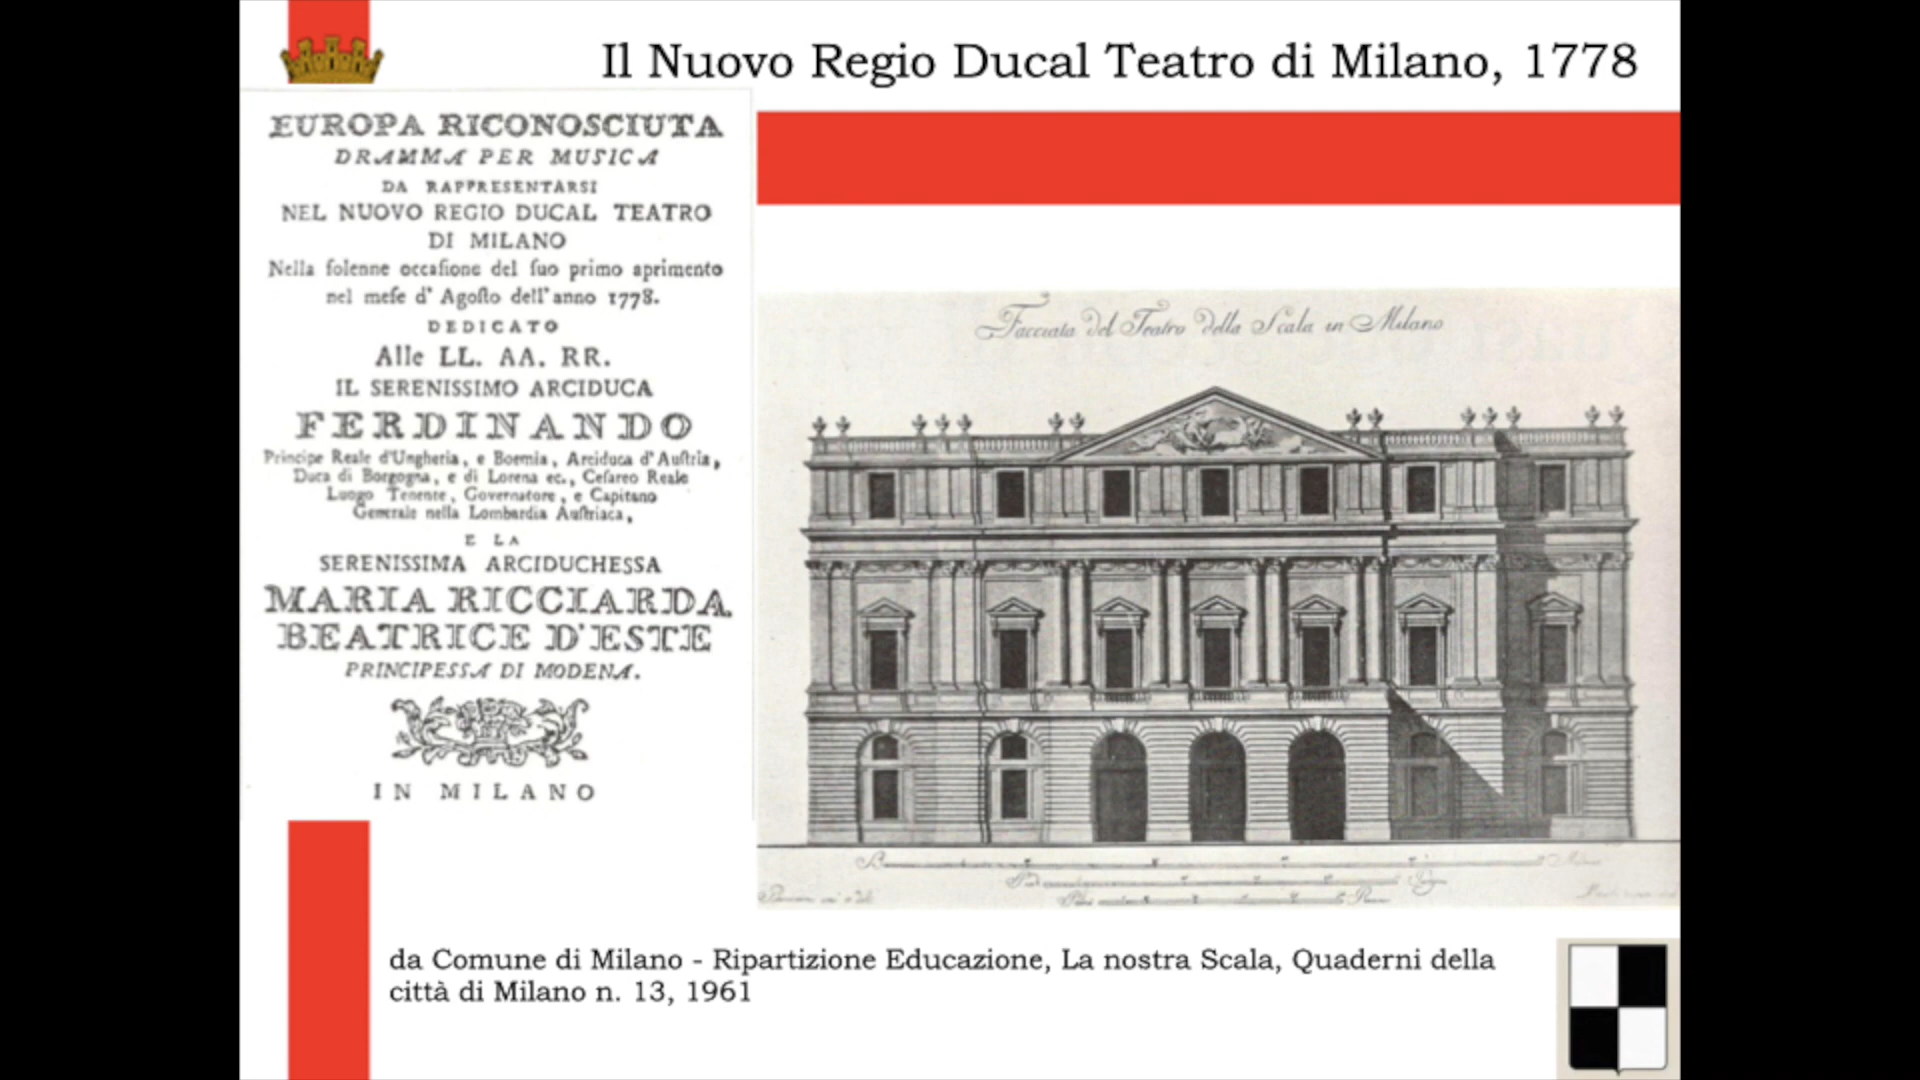 Il Nuovo Regio Ducal Teatro di Milano, 1778
EUROPA RICONOSCIUTA
DRAMMA PER MUSICA
DA RAPPRESENTARSI
NEL NUOVO REGIO DUCAL TEATRO
DI MILANO
Nella ſolenne occaſione del ſuo primo aprimento
nel meſe d' Agoſto dell' anno 1778.
DEDICATO
Alle LL. AA. RR.
IL SERENISSIMO ARCIDUCA
FERDINANDO
Principe Reale d'Ungheria, e Boemia, Arciduca d'Auſtria,
Duca di Borgogna, e di Lorena ec., Ceſareo Reale
Luogo Tenente, Governatore, e Capitano
Generale nella Lombardia Auſtriaca,
E LA
SERENISSIMA ARCIDUCHESSA
MARIA RICCIARDA
BEATRICE D'ESTE
PRINCIPESSA DI MODENA.
IN MILANO
Facciata del Teatro della Scala in Milano
da Comune di Milano - Ripartizione Educazione, La nostra Scala, Quaderni della
città di Milano n. 13, 1961